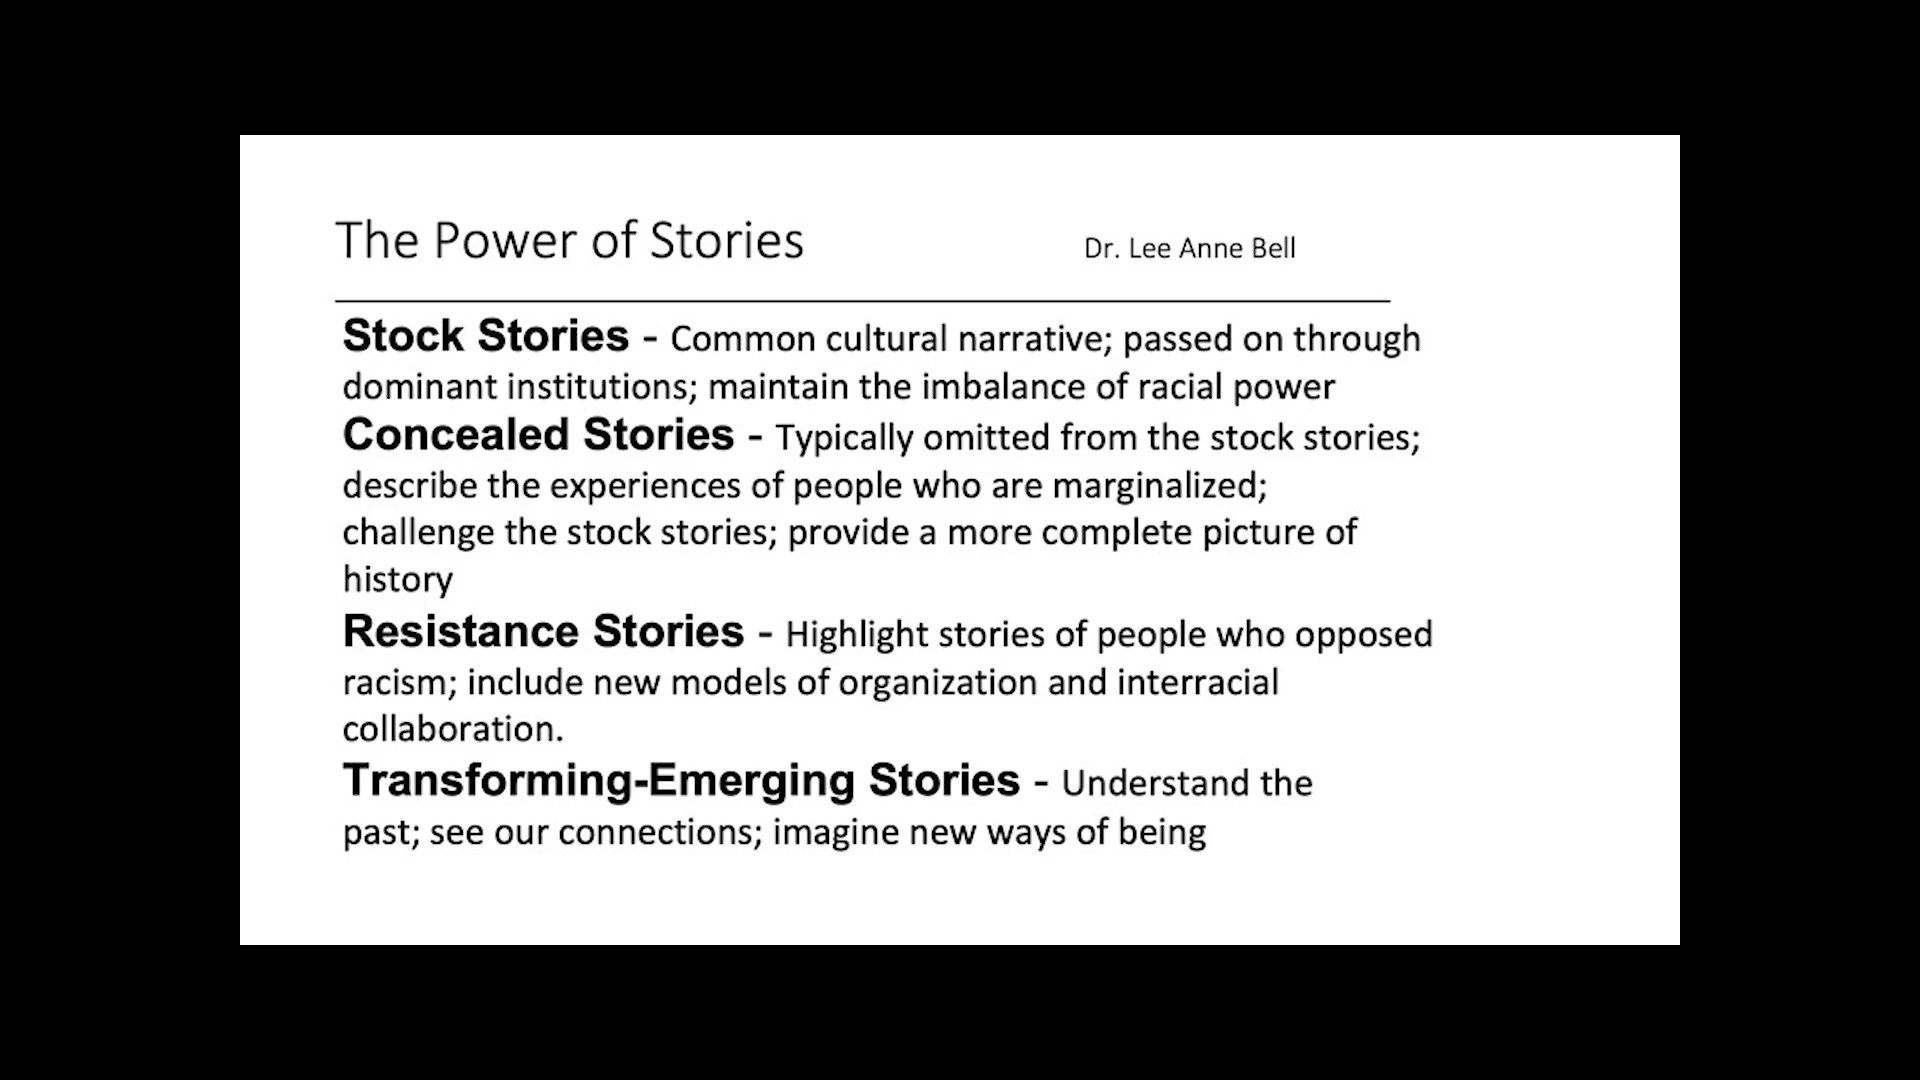 The Power of Stories
Dr. Lee Anne Bell
Stock Stories - Common cultural narrative; passed on through
dominant institutions; maintain the imbalance of racial power
Concealed Stories - Typically omitted from the stock stories;
describe the experiences of people who are marginalized;
challenge the stock stories; provide a more complete picture of
history
Resistance Stories - Highlight stories of people who opposed
racism; include new models of organization and interracial
collaboration.
Transforming-Emerging Stories - Understand the
past; see our connections; imagine new ways of being